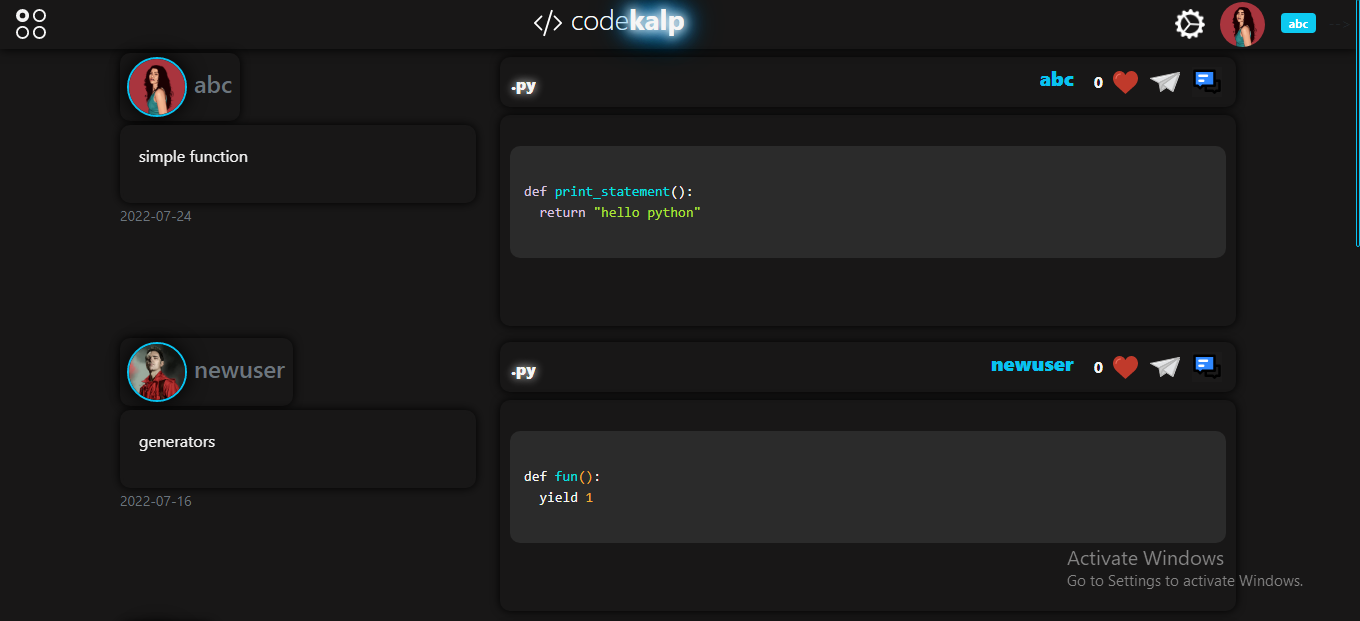 </> codekalp
abc
abc
simple function
2022-07-24
.py
abc 0
def print_statement():
return "hello python"
newuser
generators
2022-07-16
.py
newuser 0
def fun():
yield 1
Activate Windows
Go to Settings to activate Windows.